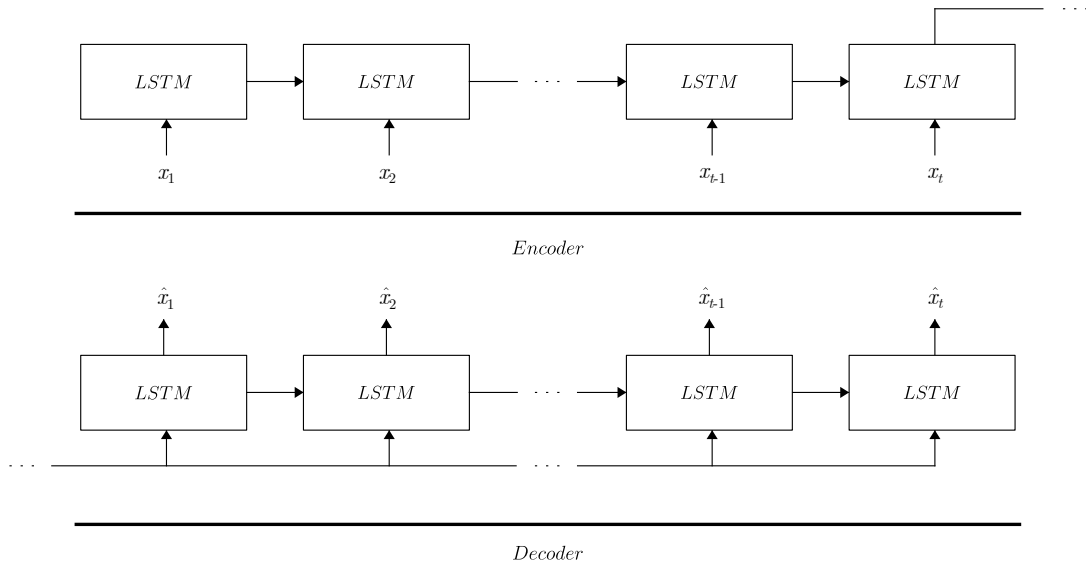 . . .
LSTM LSTM . . . LSTM LSTM
x₁ x₂ xₜ₋₁ xₜ
Encoder
x̂₁ x̂₂ x̂ₜ₋₁ x̂ₜ
LSTM LSTM . . . LSTM LSTM
. . . . . .
Decoder